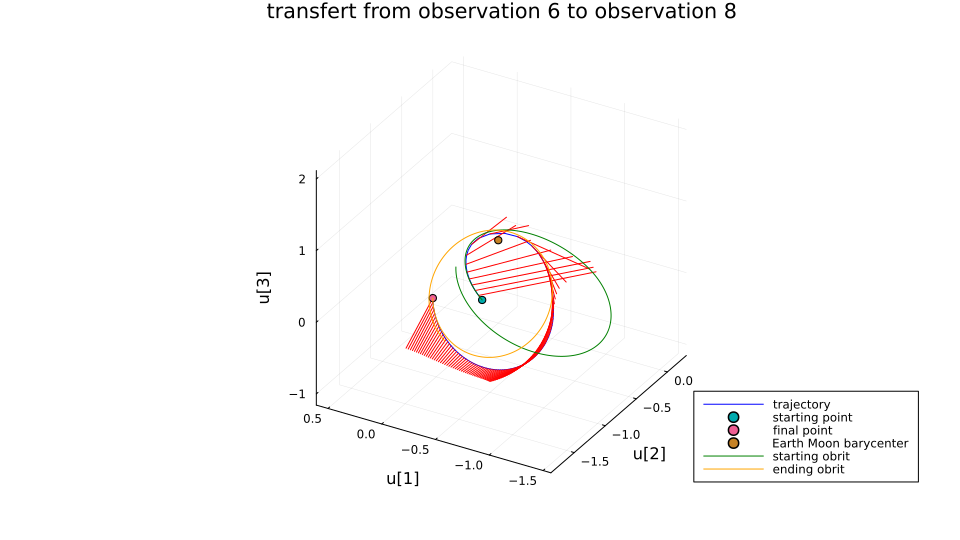 transfert from observation 6 to observation 8
2
1
0
−1
u[3]
0.5
0.0
−0.5
−1.0
−1.5
u[1]
0.0
−0.5
−1.0
−1.5
u[2]
trajectory
starting point
final point
Earth Moon barycenter
starting obrit
ending obrit